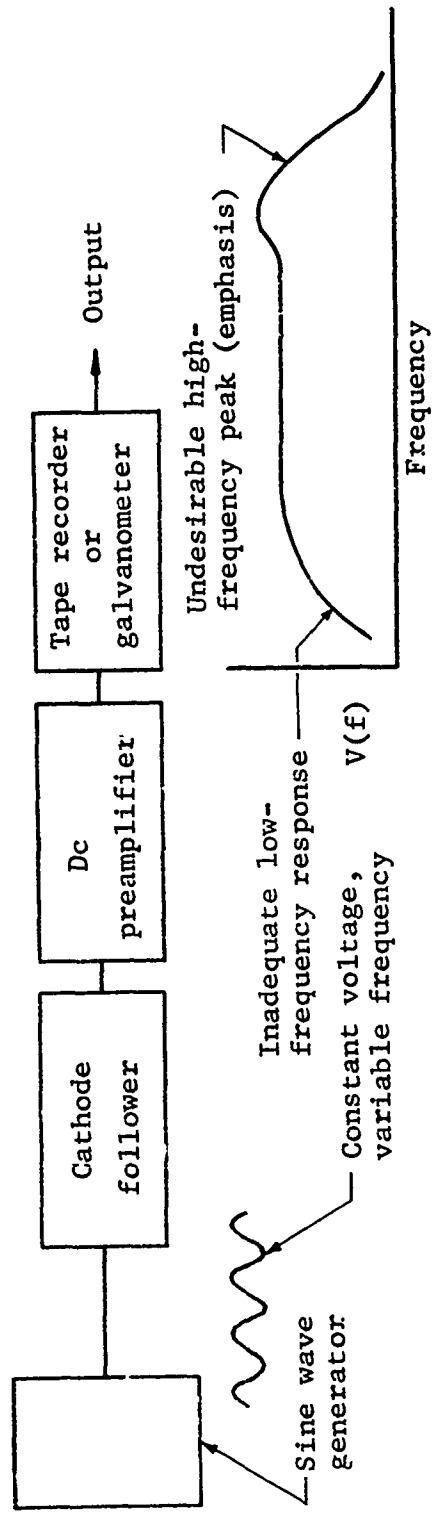 Cathode
follower
Dc
preamplifier
Tape recorder
or
galvanometer
Output
Sine wave
generator
Constant voltage,
variable frequency
Inadequate low-
frequency response
Undesirable high-
frequency peak (emphasis)
V(f)
Frequency